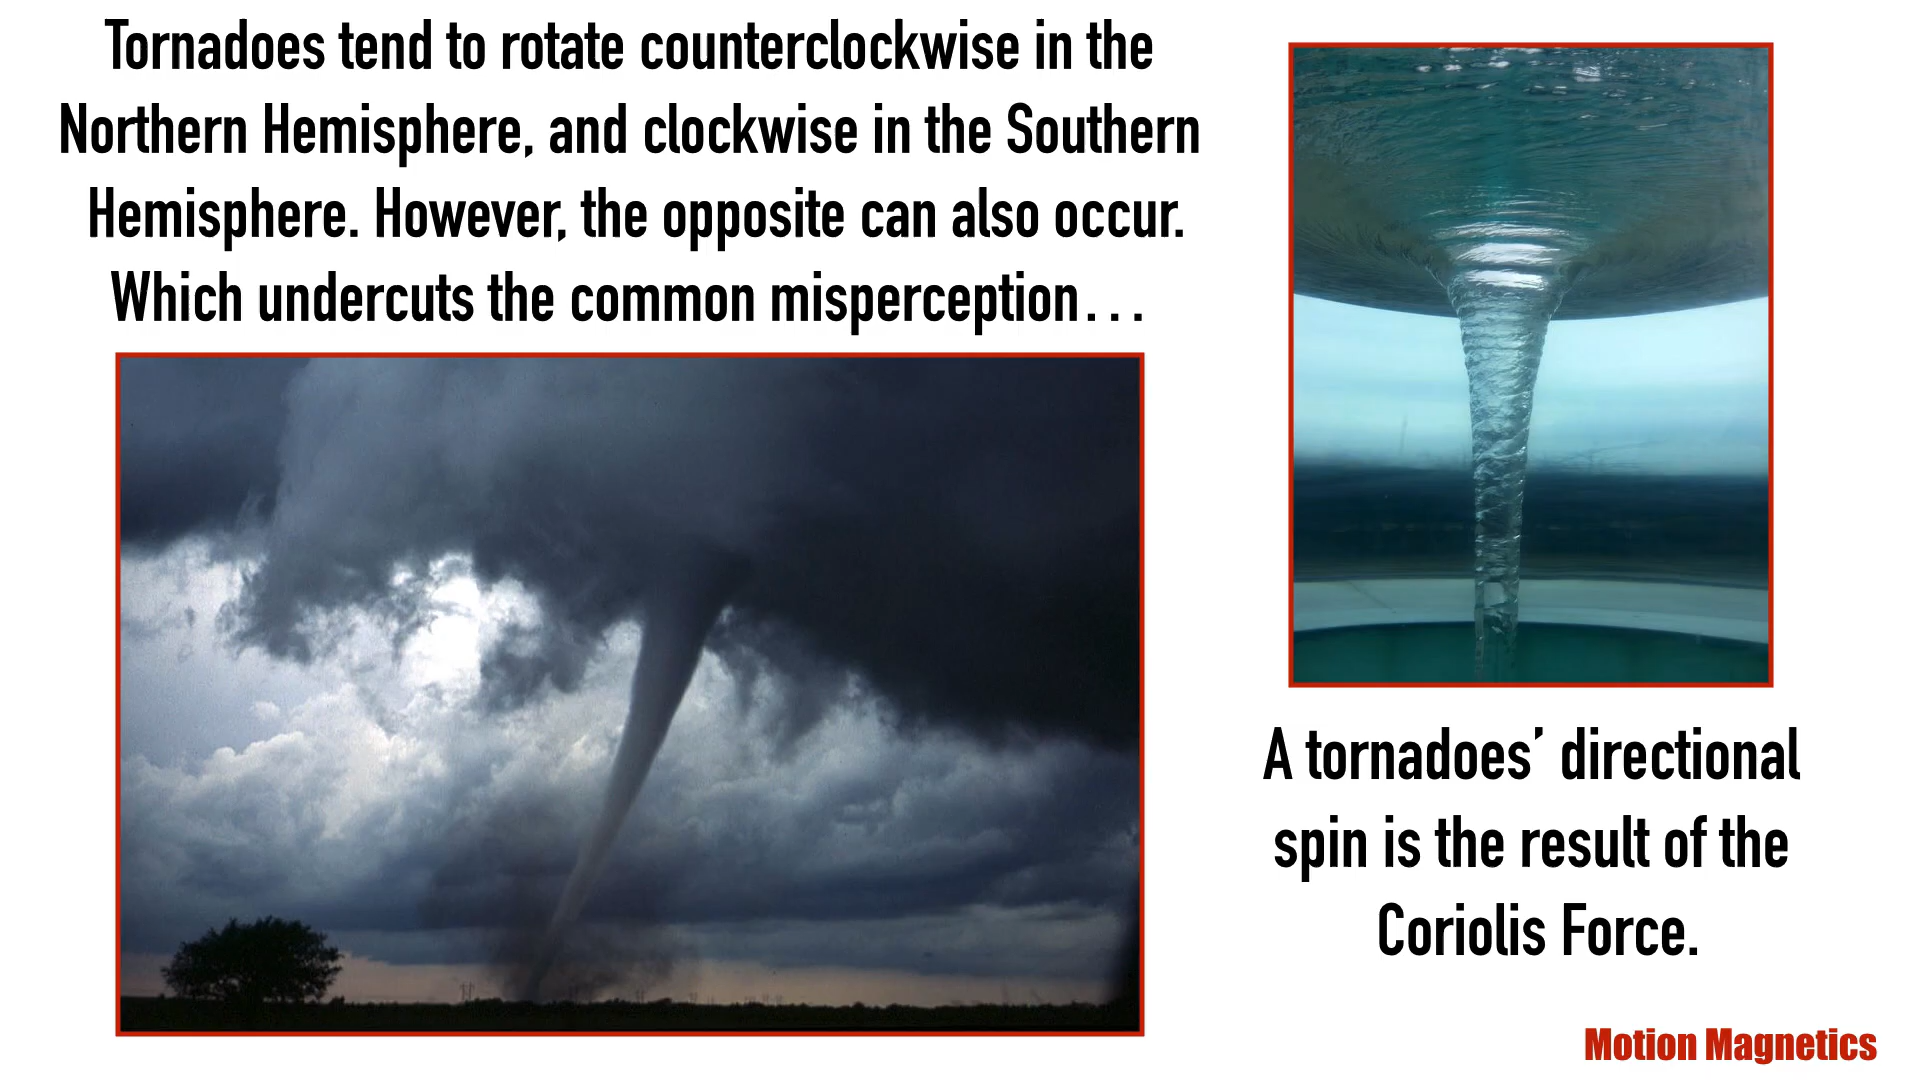 Tornadoes tend to rotate counterclockwise in the
Northern Hemisphere, and clockwise in the Southern
Hemisphere. However, the opposite can also occur.
Which undercuts the common misperception...
A tornadoes’ directional
spin is the result of the
Coriolis Force.
Motion Magnetics